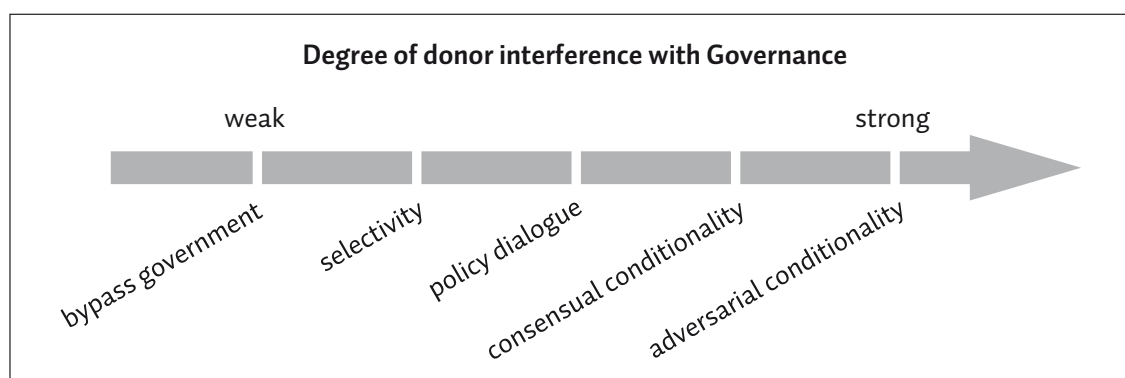 Degree of donor interference with Governance
weak
strong
bypass government
selectivity
policy dialogue
consensual conditionality
adversarial conditionality